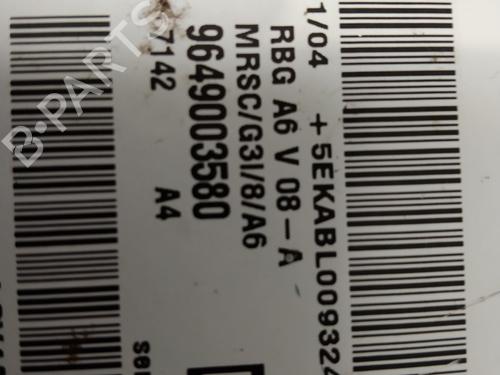 1/04 +5EKABL009324
RBG A6 V 08-A
MRSC/G3I/8/A6
9649003580
7142 A4
B-PARTS